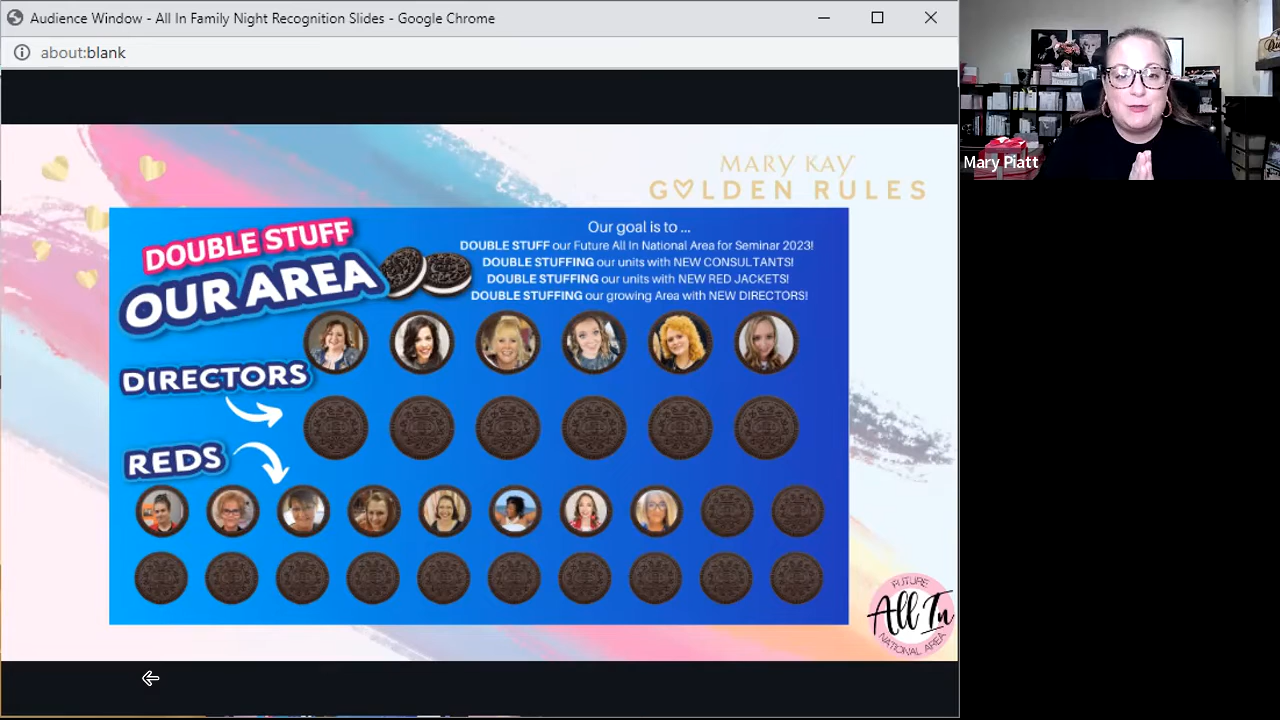 Audience Window - All In Family Night Recognition Slides - Google Chrome
about:blank
Mary Piatt
MARY KAY
GOLDEN RULES
DOUBLE STUFF
OUR AREA
Our goal is to ...
DOUBLE STUFF our Future All In National Area for Seminar 2023!
DOUBLE STUFFING our units with NEW CONSULTANTS!
DOUBLE STUFFING our units with NEW RED JACKETS!
DOUBLE STUFFING our growing Area with NEW DIRECTORS!
DIRECTORS
REDS
FUTURE
All In
NATIONAL AREA